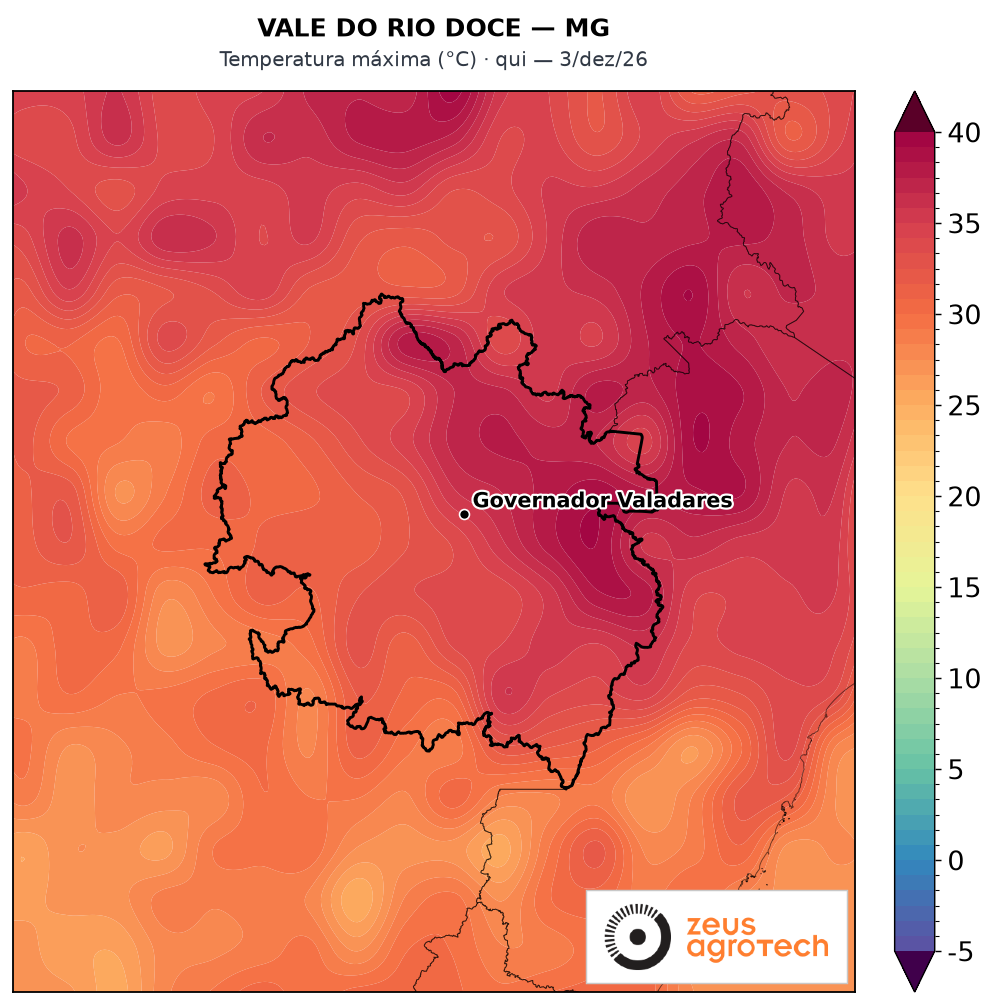 VALE DO RIO DOCE — MG
Temperatura máxima (°C) · qui — 3/dez/26
40
35
30
25
20
15
10
5
0
-5
Governador Valadares
zeus
agrotech